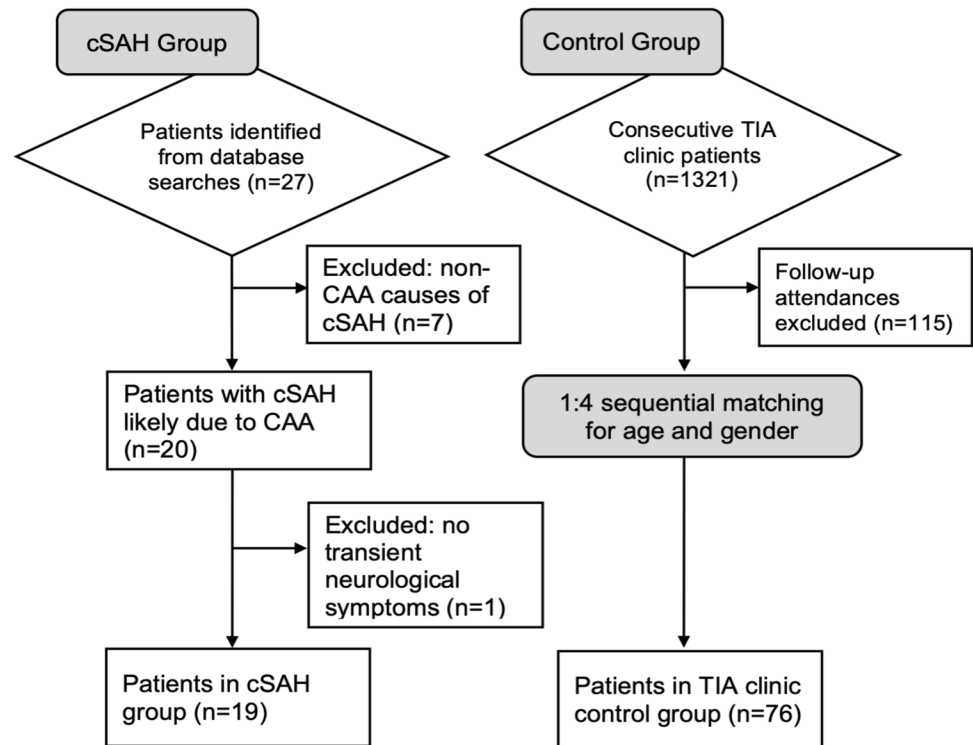 cSAH Group
Patients identified
from database
searches (n=27)
Excluded: non-
CAA causes of
cSAH (n=7)
Patients with cSAH
likely due to CAA
(n=20)
Excluded: no
transient
neurological
symptoms (n=1)
Patients in cSAH
group (n=19)
Control Group
Consecutive TIA
clinic patients
(n=1321)
Follow-up
attendances
excluded (n=115)
1:4 sequential matching
for age and gender
Patients in TIA clinic
control group (n=76)